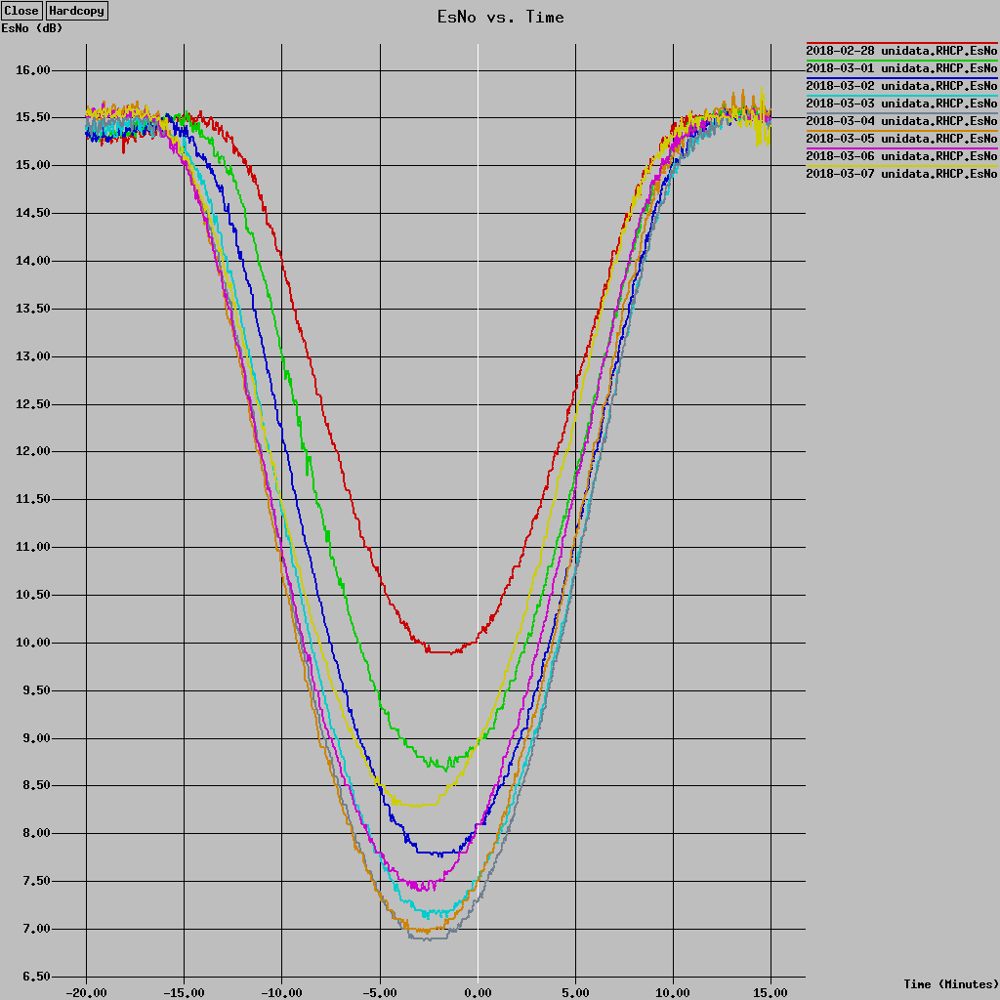 Close Hardcopy
EsNo vs. Time
EsNo (dB)
2018-02-28 unidata.RHCP.EsNo
2018-03-01 unidata.RHCP.EsNo
2018-03-02 unidata.RHCP.EsNo
2018-03-03 unidata.RHCP.EsNo
2018-03-04 unidata.RHCP.EsNo
2018-03-05 unidata.RHCP.EsNo
2018-03-06 unidata.RHCP.EsNo
2018-03-07 unidata.RHCP.EsNo
16.00
15.50
15.00
14.50
14.00
13.50
13.00
12.50
12.00
11.50
11.00
10.50
10.00
9.50
9.00
8.50
8.00
7.50
7.00
6.50
-20.00 -15.00 -10.00 -5.00 0.00 5.00 10.00 15.00
Time (Minutes)